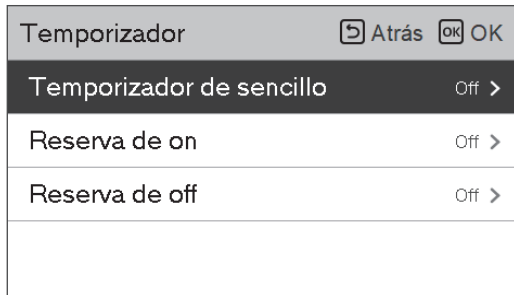 Temporizador Atrás OK OK
Temporizador de sencillo Off >
Reserva de on Off >
Reserva de off Off >